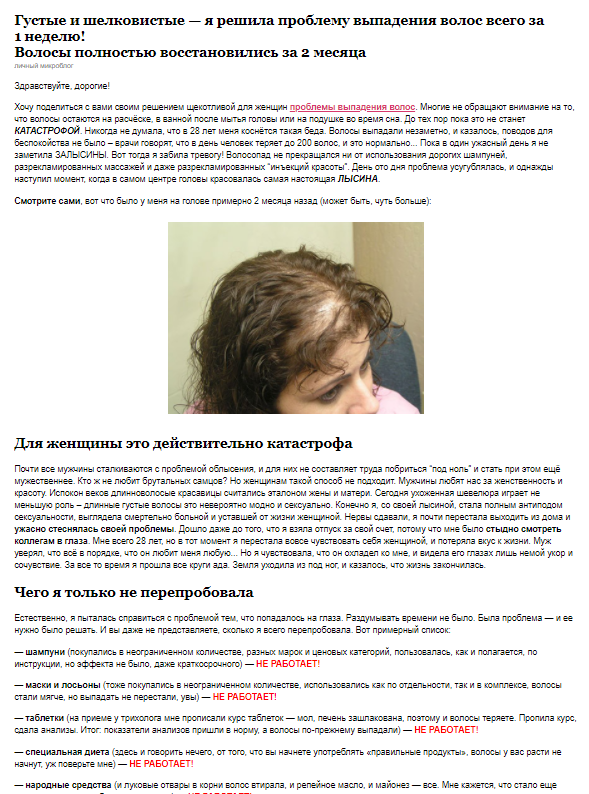 Густые и шелковистые — я решила проблему выпадения волос всего за
1 неделю!
Волосы полностью восстановились за 2 месяца
личный микроблог
Здравствуйте, дорогие!
Хочу поделиться с вами своим решением щекотливой для женщин проблемы выпадения волос. Многие не обращают внимание на то,
что волосы остаются на расчёске, в ванной после мытья головы или на подушке во время сна. До тех пор пока это не станет
КАТАСТРОФОЙ. Никогда не думала, что в 28 лет меня коснётся такая беда. Волосы выпадали незаметно, и казалось, поводов для
беспокойства не было – врачи говорят, что в день человек теряет до 200 волос, и это нормально... Пока в один ужасный день я не
заметила ЗАЛЫСИНЫ. Вот тогда я забила тревогу! Волосопад не прекращался ни от использования дорогих шампуней,
разрекламированных массажей и даже разрекламированных "инъекций красоты". День ото дня проблема усугублялась, и однажды
наступил момент, когда в самом центре головы красовалась самая настоящая ЛЫСИНА.
Смотрите сами, вот что было у меня на голове примерно 2 месяца назад (может быть, чуть больше):
Для женщины это действительно катастрофа
Почти все мужчины сталкиваются с проблемой облысения, и для них не составляет труда побриться "под ноль" и стать при этом ещё
мужественнее. Кто ж не любит брутальных самцов? Но женщинам такой способ не подходит. Мужчины любят нас за женственность и
красоту. Испокон веков длинноволосые красавицы считались эталоном жены и матери. Сегодня ухоженная шевелюра играет не
меньшую роль – длинные густые волосы это невероятно модно и сексуально. Конечно я, со своей лысиной, стала полным антиподом
сексуальности, выглядела смертельно больной и уставшей от жизни женщиной. Нервы сдавали, я почти перестала выходить из дома и
ужасно стеснялась своей проблемы. Дошло даже до того, что я взяла отпуск за свой счет, потому что мне было стыдно смотреть
коллегам в глаза. Мне всего 28 лет, но в тот момент я перестала вовсе чувствовать себя женщиной, и потеряла вкус к жизни. Муж
уверял, что всё в порядке, что он любит меня любую... Но я чувствовала, что он охладел ко мне, и видела его глазах лишь немой укор и
сочувствие. За все то время я прошла все круги ада. Земля уходила из под ног, и казалось, что жизнь закончилась.
Чего я только не перепробовала
Естественно, я пыталась справиться с проблемой тем, что попадалось на глаза. Раздумывать времени не было. Была проблема — и ее
нужно было решать. И вы даже не представляете, сколько я всего перепробовала. Вот примерный список:
— шампуни (покупались в неограниченном количестве, разных марок и ценовых категорий, пользовалась, как и полагается, по
инструкции, но эффекта не было, даже краткосрочного) — НЕ РАБОТАЕТ!
— маски и лосьоны (тоже покупались в неограниченном количестве, использовались как по отдельности, так и в комплексе, волосы
стали мягче, но выпадать не перестали, увы) — НЕ РАБОТАЕТ!
— таблетки (на приеме у трихолога мне прописали курс таблеток — мол, печень зашлакована, поэтому и волосы теряете. Пропила курс,
сдала анализы. Итог: показатели анализов пришли в норму, а волосы по-прежнему выпадали) — НЕ РАБОТАЕТ!
— специальная диета (здесь и говорить нечего, от того, что вы начнете употреблять «правильные продукты», волосы у вас расти не
начнут, уж поверьте мне) — НЕ РАБОТАЕТ!
— народные средства (и луковые отвары в корни волос втирала, и репейное масло, и майонез — все. Мне кажется, что стало еще